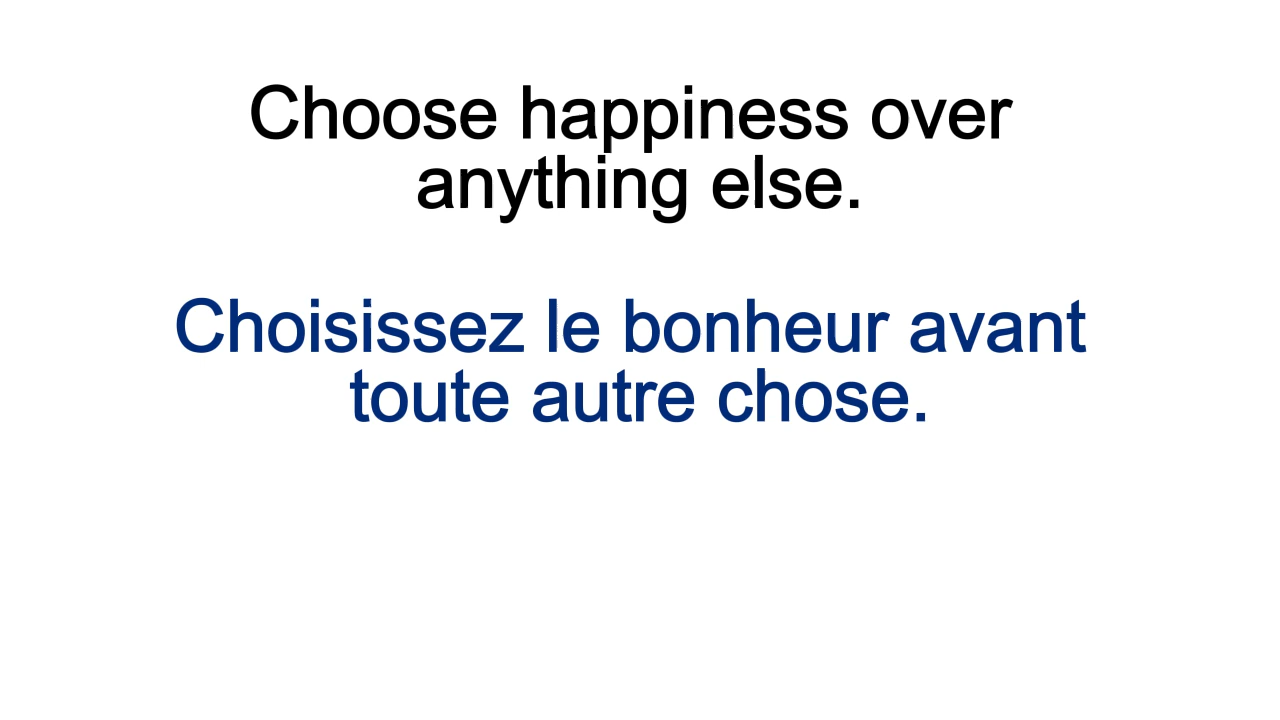 Choose happiness over
anything else.
Choisissez le bonheur avant
toute autre chose.